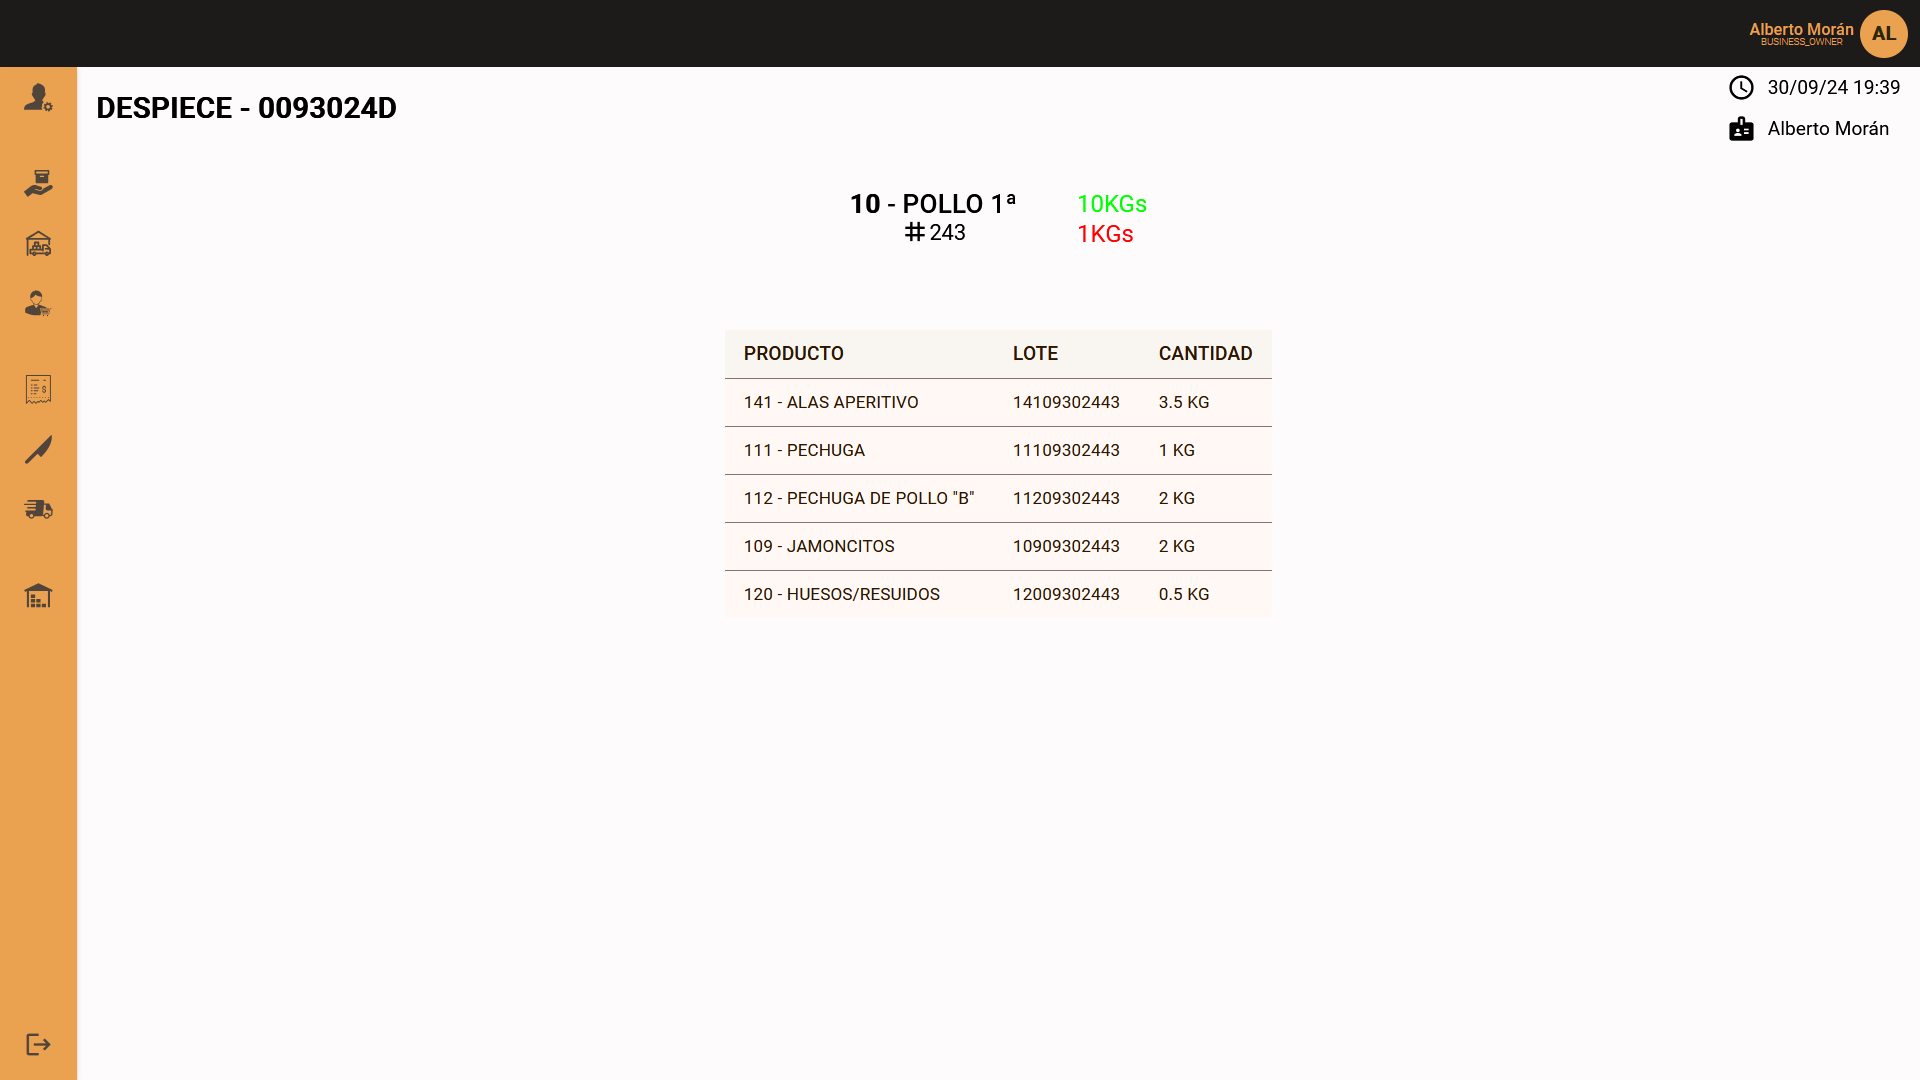 Alberto Morán
BUSINESS_OWNER
AL
DESPIECE - 0093024D
30/09/24 19:39
Alberto Morán
10 - POLLO 1ª
10KGs
#243
1KGs
PRODUCTO LOTE CANTIDAD
141 - ALAS APERITIVO 14109302443 3.5 KG
111 - PECHUGA 11109302443 1 KG
112 - PECHUGA DE POLLO "B" 11209302443 2 KG
109 - JAMONCITOS 10909302443 2 KG
120 - HUESOS/RESUIDOS 12009302443 0.5 KG